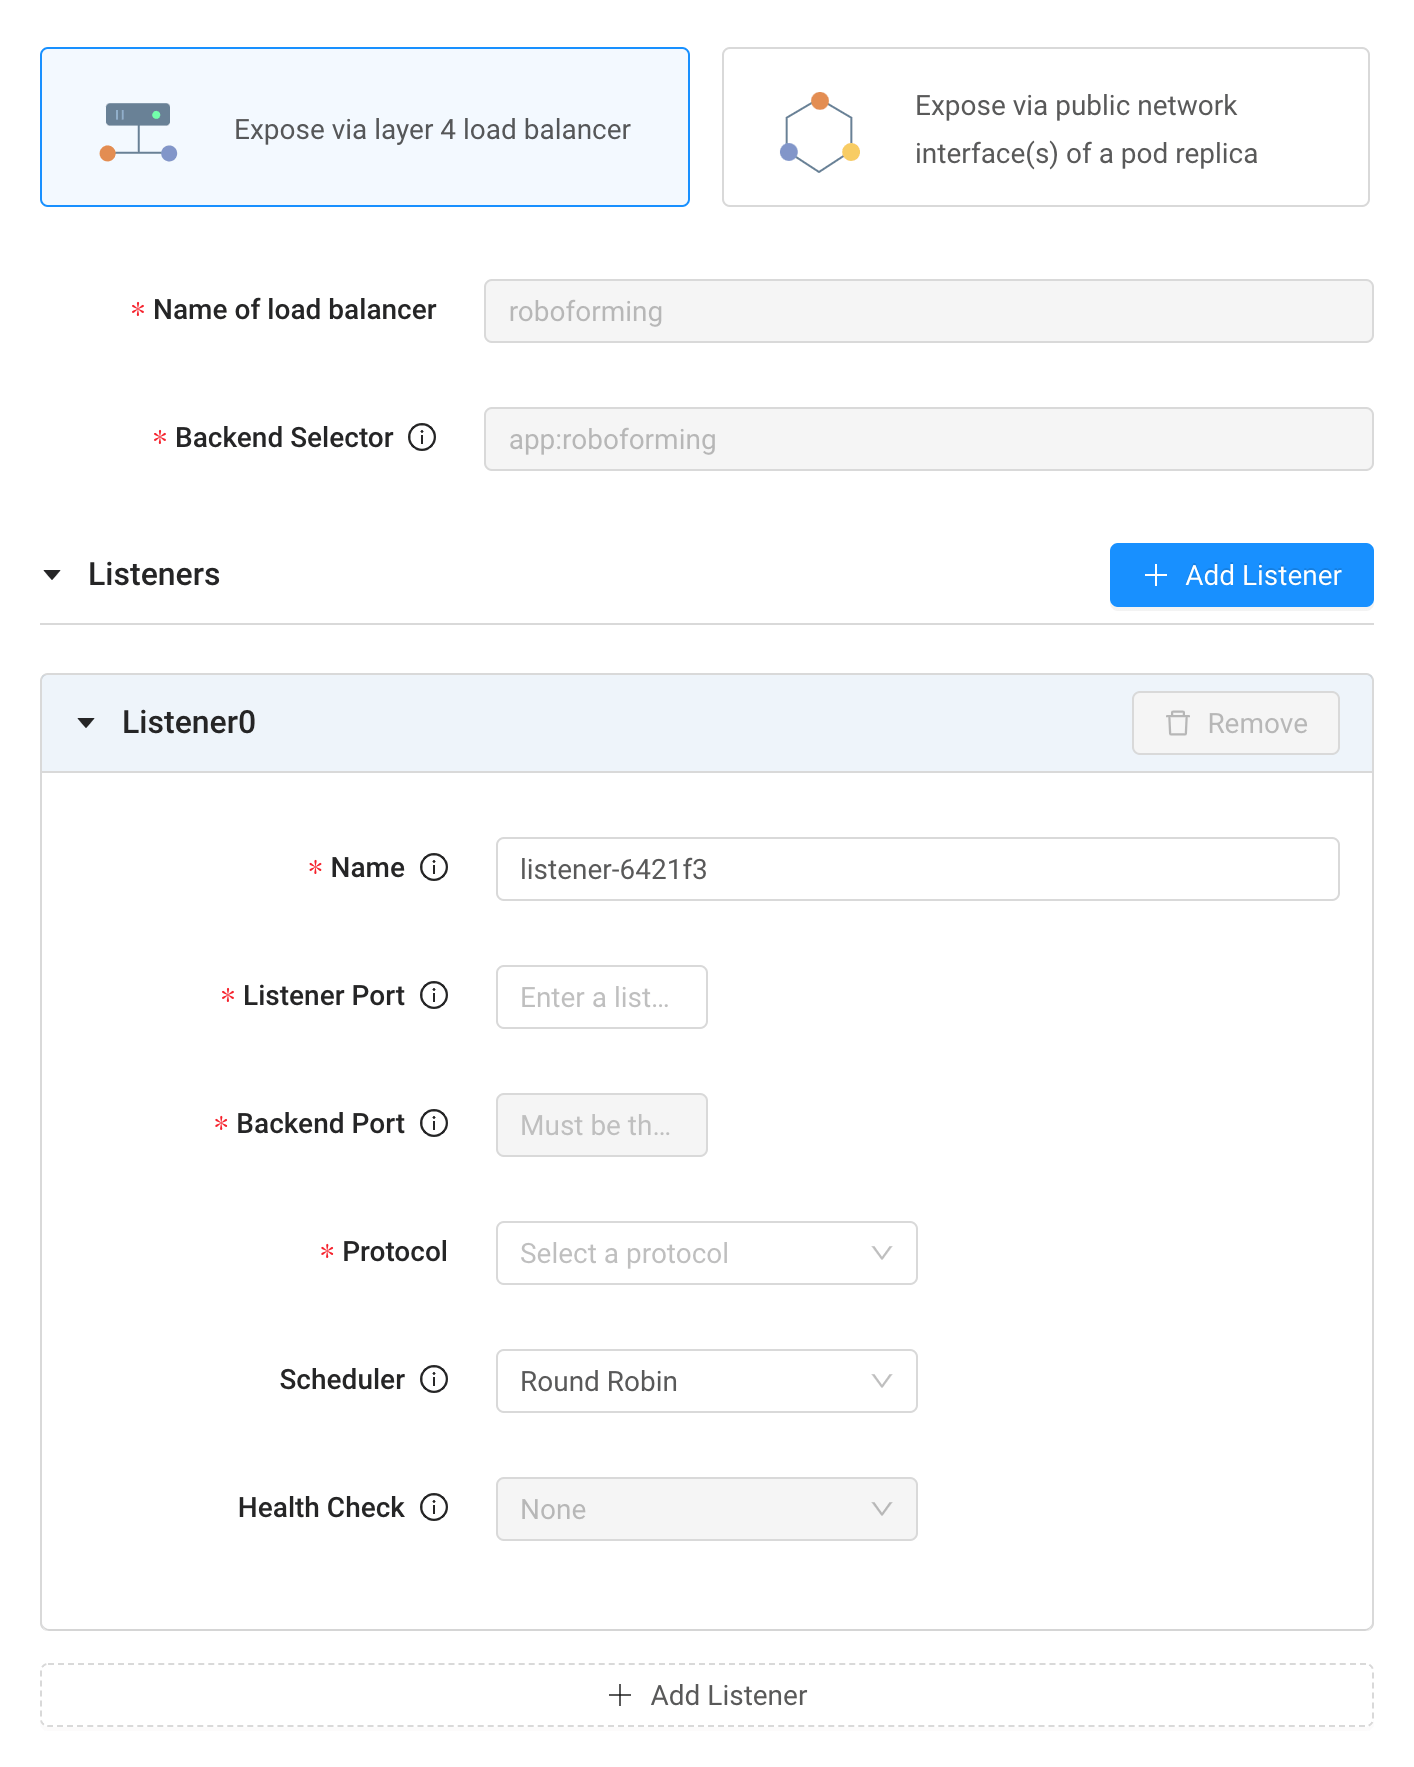 Expose via layer 4 load balancer
Expose via public network
interface(s) of a pod replica
* Name of load balancer
roboforming
* Backend Selector
app:roboforming
Listeners
+ Add Listener
Listener0
Remove
* Name
listener-6421f3
* Listener Port
Enter a list...
* Backend Port
Must be th...
* Protocol
Select a protocol
Scheduler
Round Robin
Health Check
None
+ Add Listener